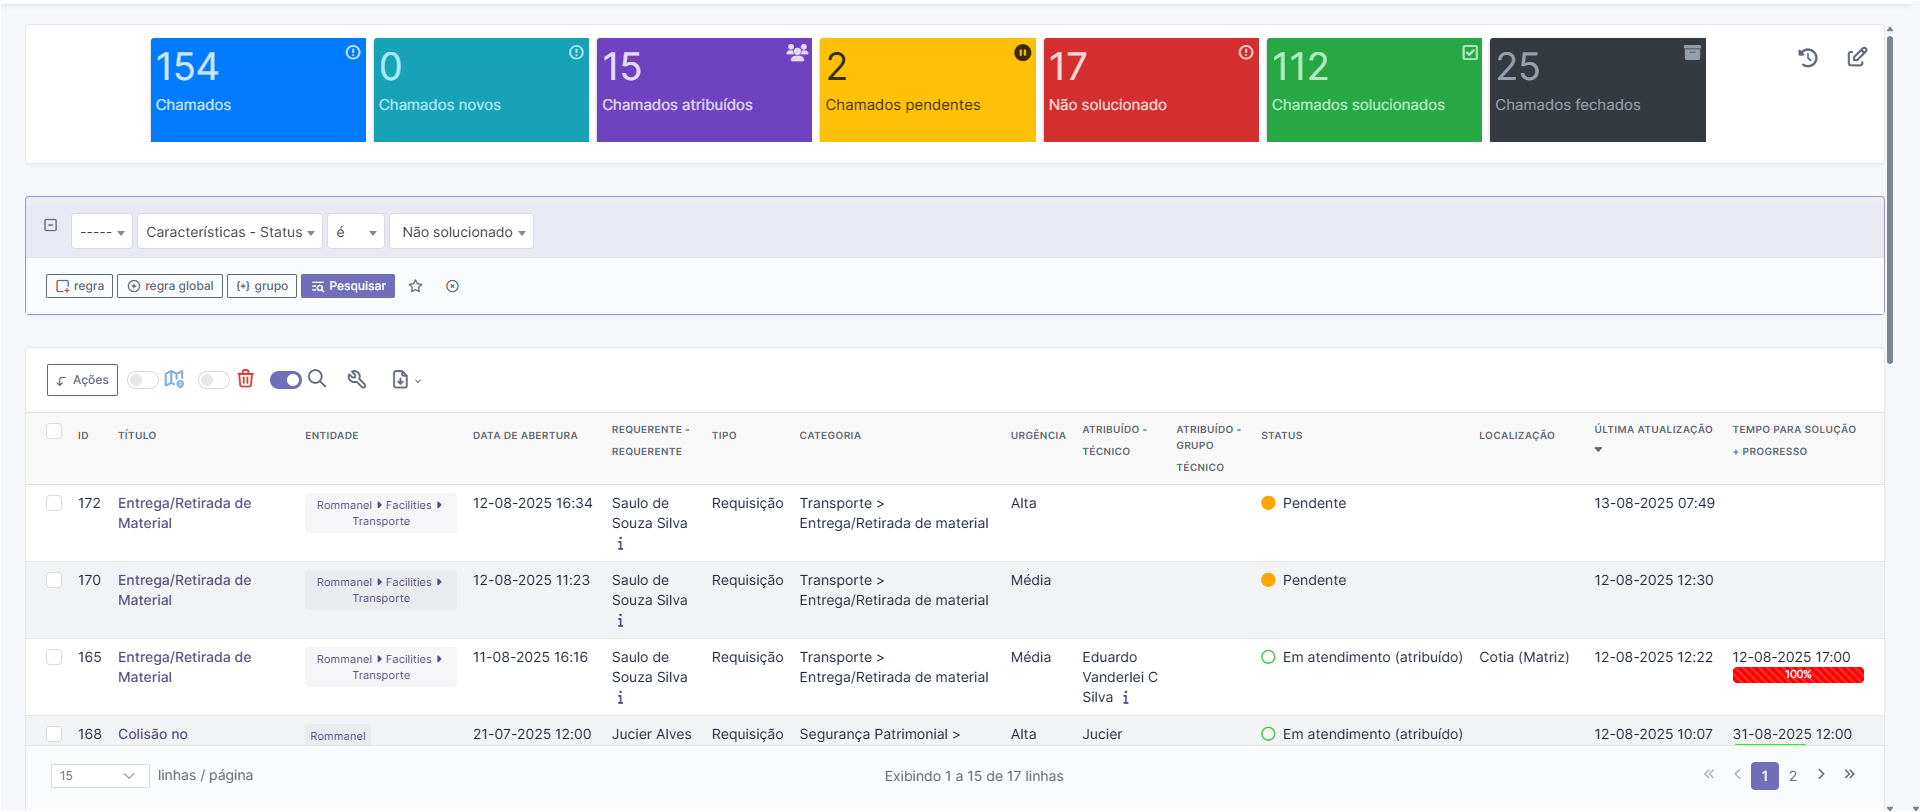 154
Chamados
0
Chamados novos
15
Chamados atribuídos
2
Chamados pendentes
17
Não solucionado
112
Chamados solucionados
25
Chamados fechados
----- Características - Status é Não solucionado
regra regra global grupo Pesquisar
Ações
ID TÍTULO ENTIDADE DATA DE ABERTURA REQUERENTE - REQUERENTE TIPO CATEGORIA URGÊNCIA ATRIBUÍDO - TÉCNICO ATRIBUÍDO - GRUPO TÉCNICO STATUS LOCALIZAÇÃO ÚLTIMA ATUALIZAÇÃO TEMPO PARA SOLUÇÃO + PROGRESSO
172 Entrega/Retirada de Material Rommanel Facilities Transporte 12-08-2025 16:34 Saulo de Souza Silva Requisição Transporte > Entrega/Retirada de material Alta Pendente 13-08-2025 07:49
170 Entrega/Retirada de Material Rommanel Facilities Transporte 12-08-2025 11:23 Saulo de Souza Silva Requisição Transporte > Entrega/Retirada de material Média Pendente 12-08-2025 12:30
165 Entrega/Retirada de Material Rommanel Facilities Transporte 11-08-2025 16:16 Saulo de Souza Silva Requisição Transporte > Entrega/Retirada de material Média Eduardo Vanderlei C Silva Em atendimento (atribuído) Cotia (Matriz) 12-08-2025 12:22 12-08-2025 17:00 100%
168 Colisão no Rommanel 21-07-2025 12:00 Jucier Alves Requisição Segurança Patrimonial > Alta Jucier Em atendimento (atribuído) 12-08-2025 10:07 31-08-2025 12:00
15 linhas / página Exibindo 1 a 15 de 17 linhas « ‹ 1 2 › »